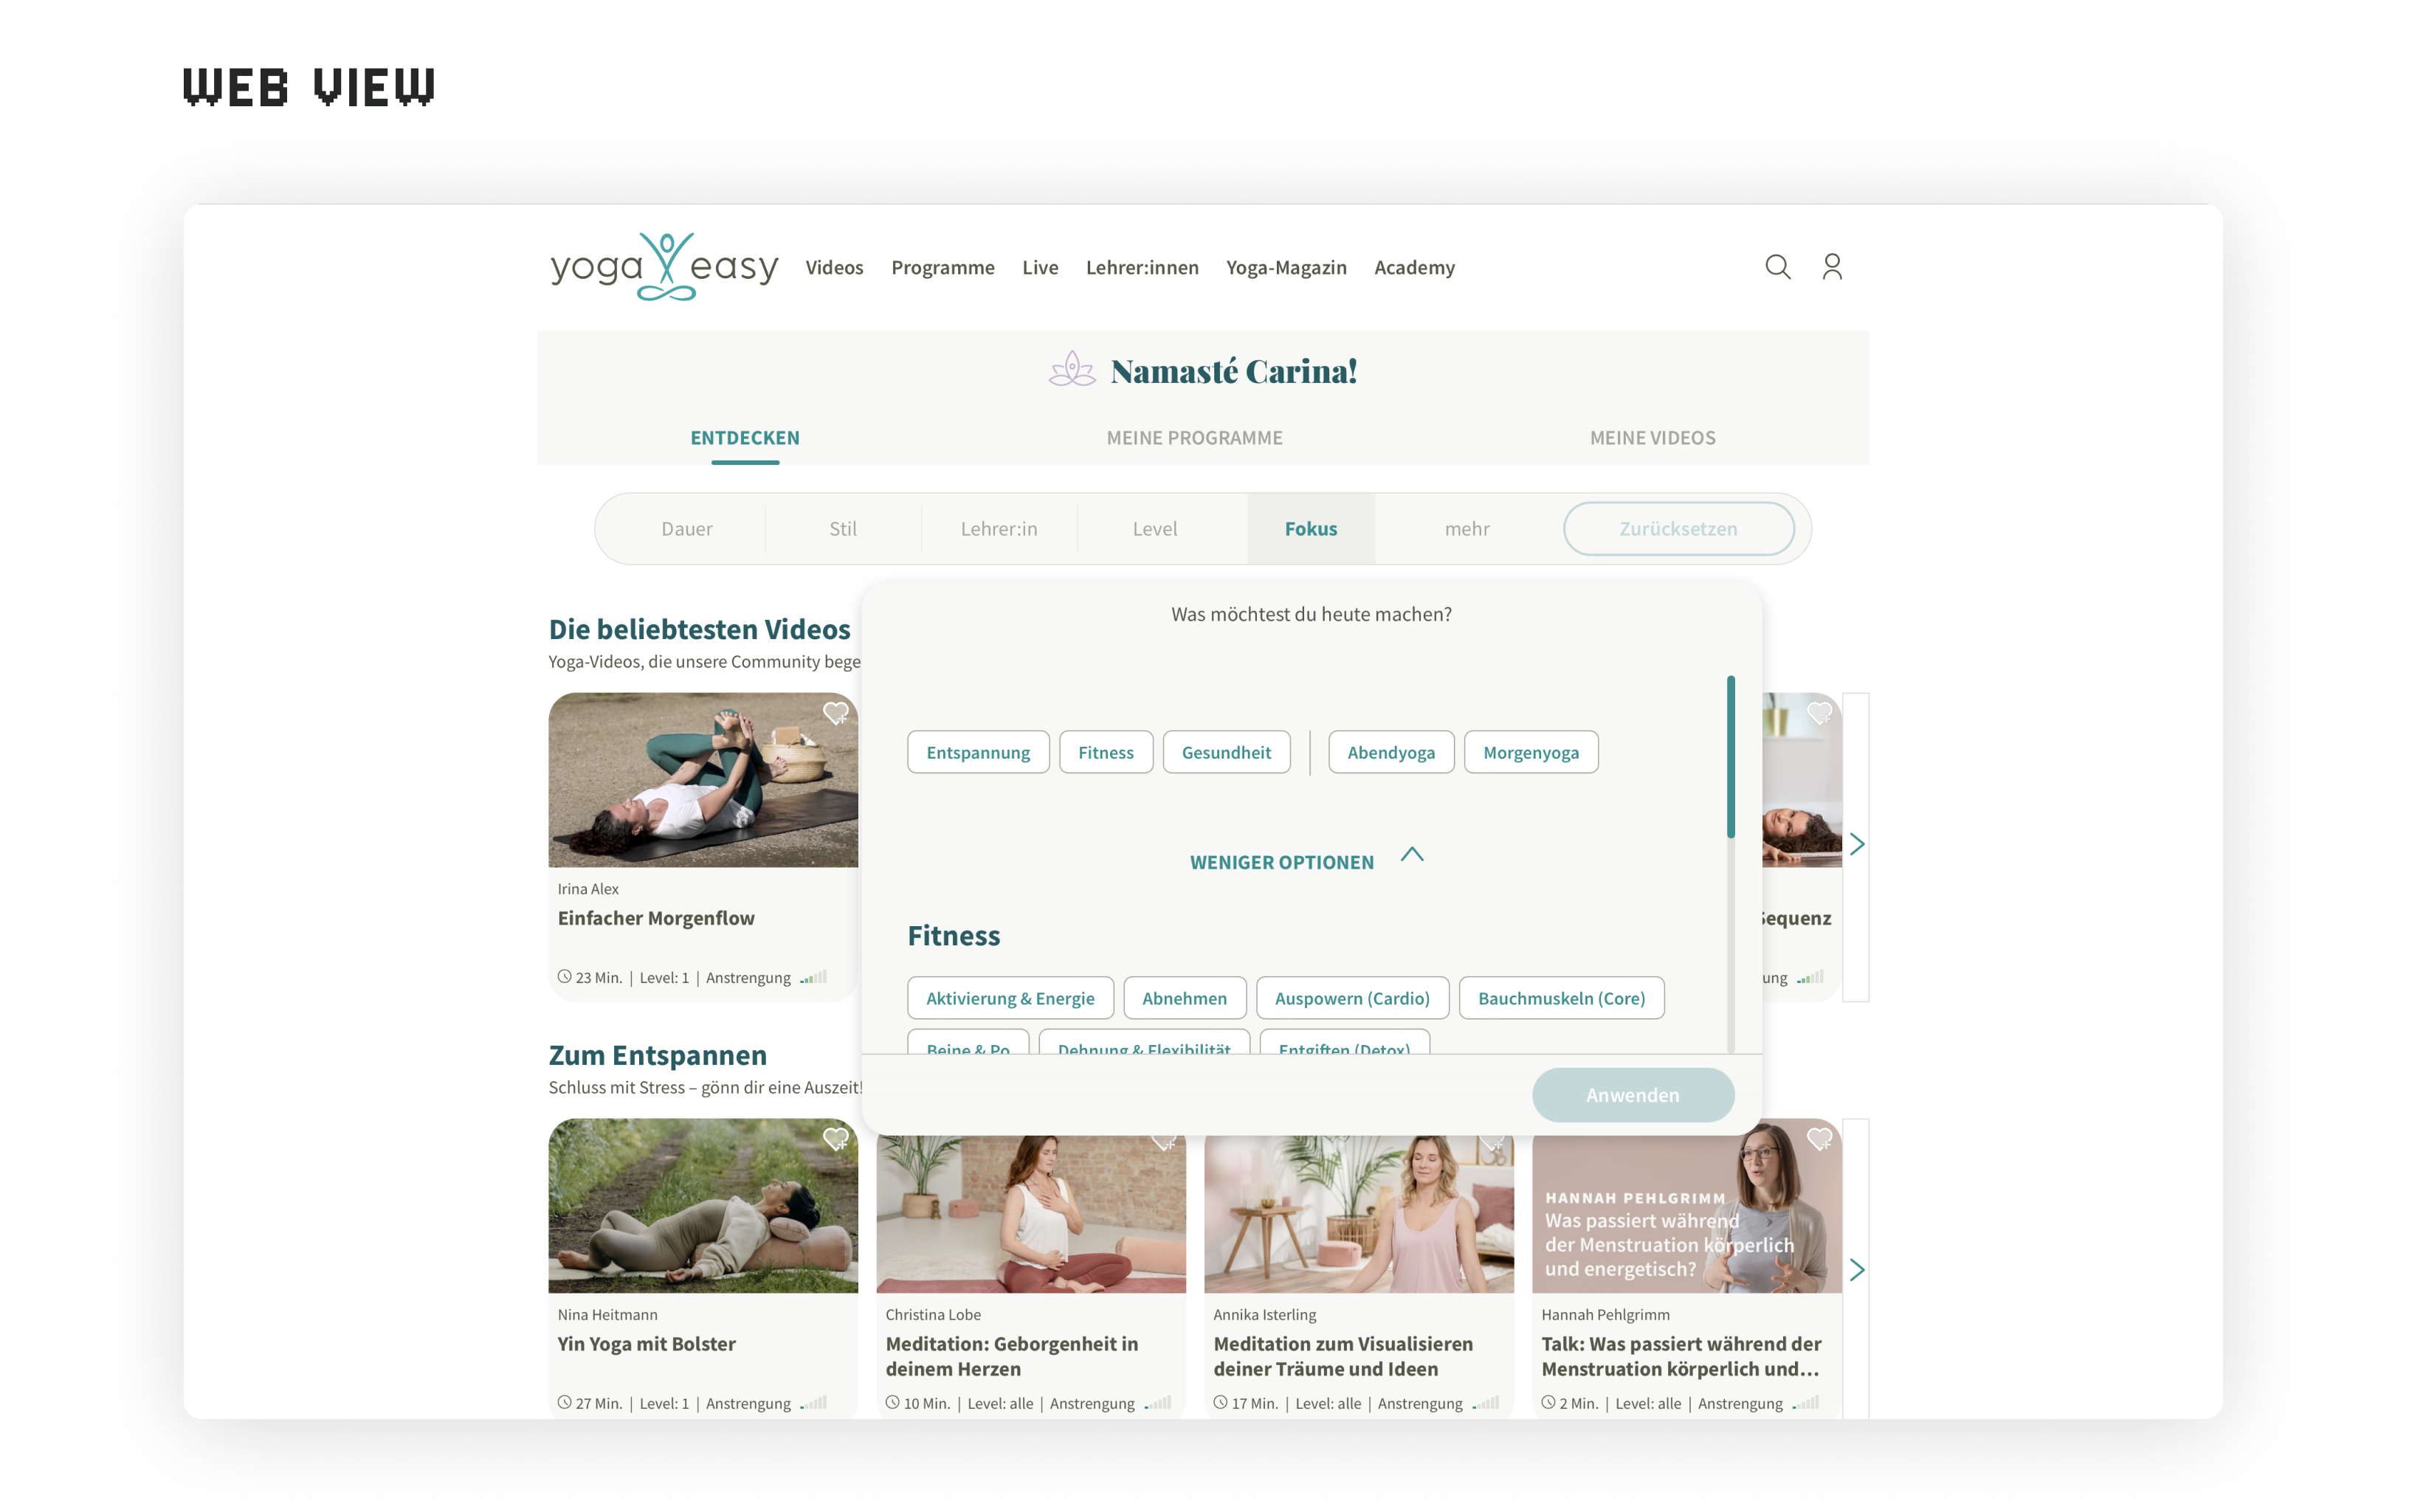 WEB VIEW
yoga easy
Videos Programme Live Lehrer:innen Yoga-Magazin Academy
Namasté Carina!
ENTDECKEN MEINE PROGRAMME MEINE VIDEOS
Dauer Stil Lehrer:in Level Fokus mehr Zurücksetzen
Was möchtest du heute machen?
Die beliebtesten Videos
Yoga-Videos, die unsere Community bege
Entspannung Fitness Gesundheit | Abendyoga Morgenyoga
WENIGER OPTIONEN
Irina Alex
Einfacher Morgenflow
Sequenz
23 Min. | Level: 1 | Anstrengung
ung
Fitness
Aktivierung & Energie Abnehmen Auspowern (Cardio) Bauchmuskeln (Core)
Beine & Po Dehnung & Flexibilität Entgiften (Detox)
Anwenden
Zum Entspannen
Schluss mit Stress – gönn dir eine Auszeit!
HANNAH PEHLGRIMM
Was passiert während
der Menstruation körperlich
und energetisch?
Nina Heitmann
Yin Yoga mit Bolster
27 Min. | Level: 1 | Anstrengung
Christina Lobe
Meditation: Geborgenheit in
deinem Herzen
10 Min. | Level: alle | Anstrengung
Annika Isterling
Meditation zum Visualisieren
deiner Träume und Ideen
17 Min. | Level: alle | Anstrengung
Hannah Pehlgrimm
Talk: Was passiert während der
Menstruation körperlich und...
2 Min. | Level: alle | Anstrengung